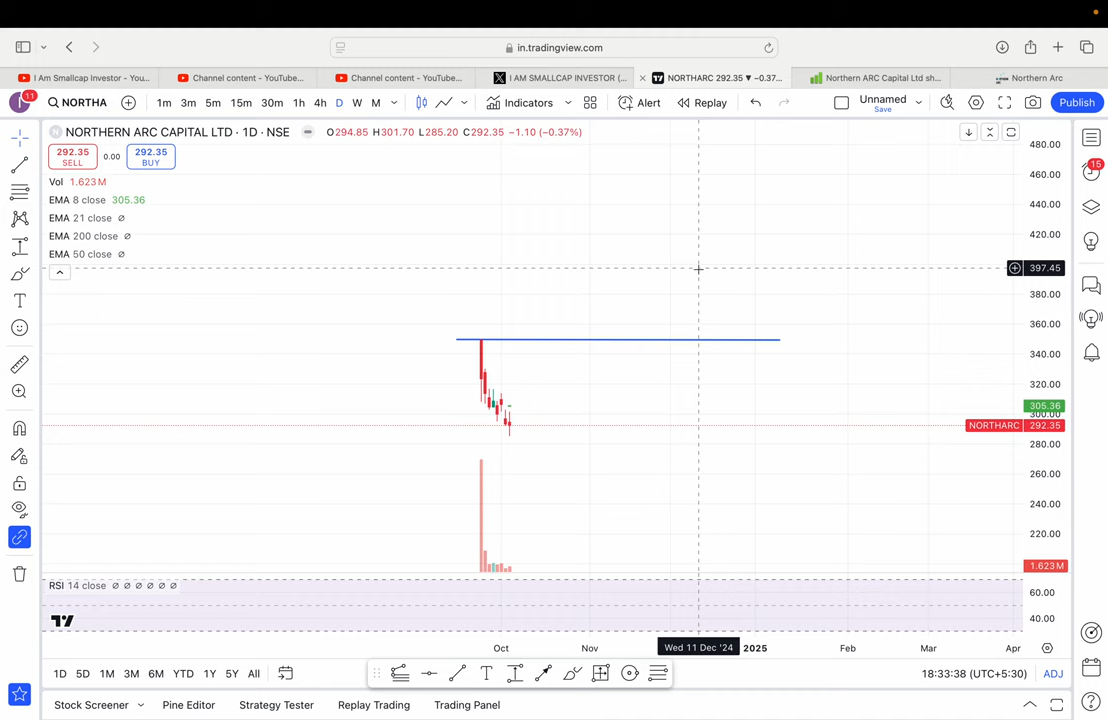 in.tradingview.com
I Am Smallcap Investor - You...
Channel content - YouTube...
Channel content - YouTube...
I AM SMALLCAP INVESTOR (...
NORTHARC 292.35 ▼ −0.37...
Northern ARC Capital Ltd sh...
Northern Arc
11
NORTHA
1m 3m 5m 15m 30m 1h 4h D W M
Indicators
Alert
Replay
Unnamed
Save
Publish
NORTHERN ARC CAPITAL LTD · 1D · NSE
O294.85 H301.70 L285.20 C292.35 −1.10 (−0.37%)
292.35
SELL
0.00
292.35
BUY
Vol 1.623M
EMA 8 close 305.36
EMA 21 close ∅
EMA 200 close ∅
EMA 50 close ∅
480.00
460.00
440.00
420.00
397.45
380.00
360.00
340.00
320.00
305.36
300.00
NORTHARC 292.35
280.00
260.00
240.00
220.00
1.623M
15
RSI 14 close ∅ ∅ ∅ ∅ ∅ ∅
60.00
40.00
Oct Nov Wed 11 Dec '24 2025 Feb Mar Apr
1D 5D 1M 3M 6M YTD 1Y 5Y All
T
18:33:38 (UTC+5:30)
ADJ
Stock Screener
Pine Editor
Strategy Tester
Replay Trading
Trading Panel